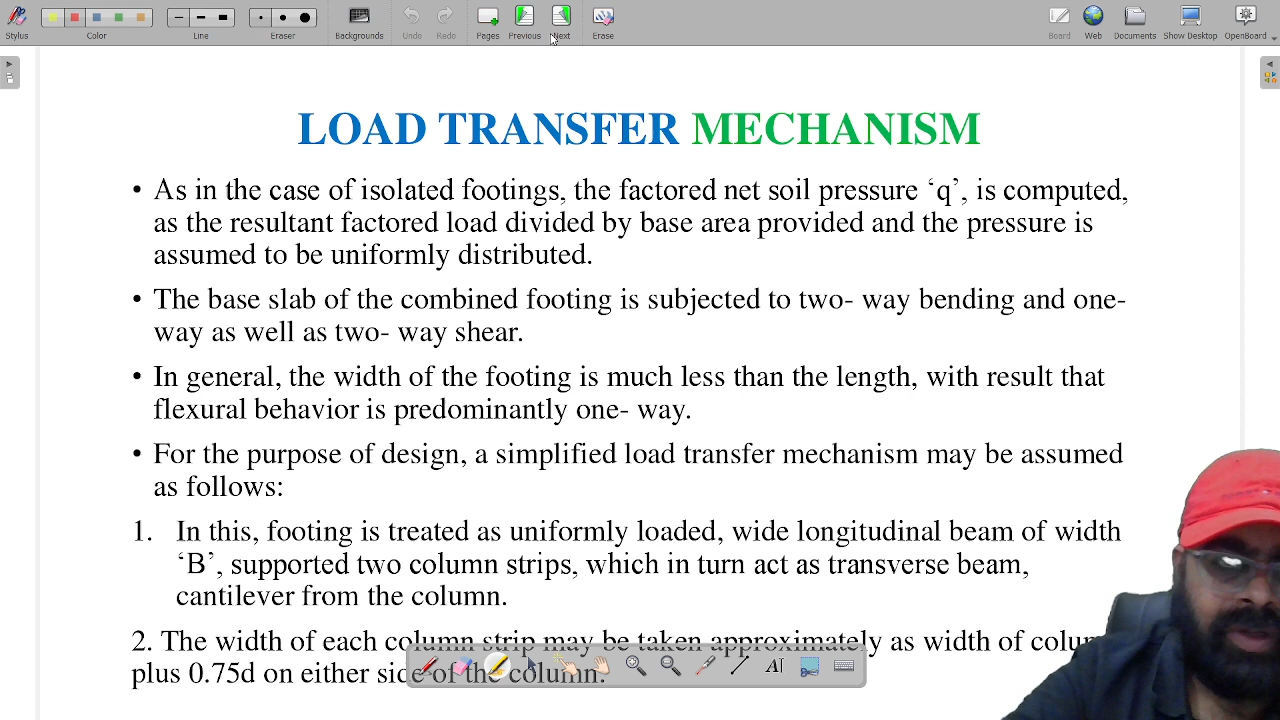 Stylus
Color
Line
Eraser
Backgrounds
Undo
Redo
Pages
Previous
Next
Erase
Board
Web
Documents
Show Desktop
OpenBoard
LOAD TRANSFER MECHANISM
• As in the case of isolated footings, the factored net soil pressure ‘q’, is computed,
as the resultant factored load divided by base area provided and the pressure is
assumed to be uniformly distributed.
• The base slab of the combined footing is subjected to two- way bending and one-
way as well as two- way shear.
• In general, the width of the footing is much less than the length, with result that
flexural behavior is predominantly one- way.
• For the purpose of design, a simplified load transfer mechanism may be assumed
as follows:
1. In this, footing is treated as uniformly loaded, wide longitudinal beam of width
‘B’, supported two column strips, which in turn act as transverse beam,
cantilever from the column.
2. The width of each column strip may be taken approximately as width of colu
plus 0.75d on either side of the column.